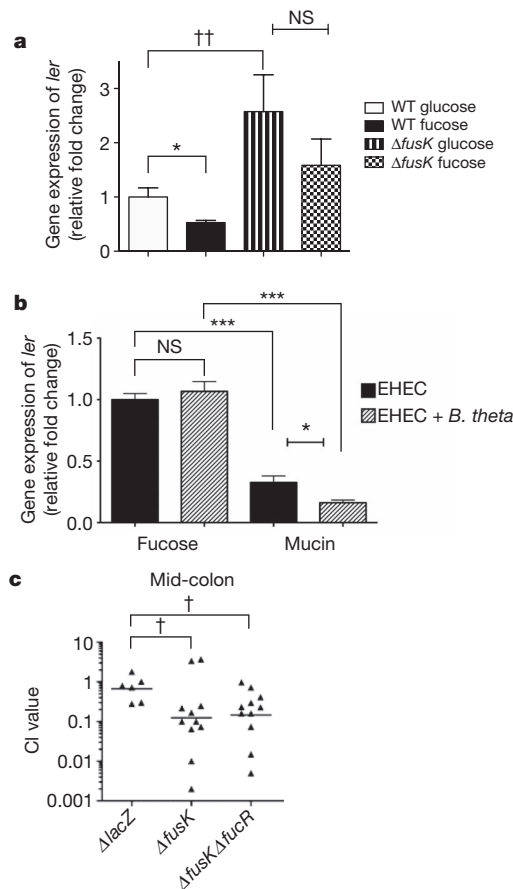 a
NS
††
*
3
2
1
0
Gene expression of ler
(relative fold change)
WT glucose
WT fucose
ΔfusK glucose
ΔfusK fucose
b
***
***
NS
*
1.5
1.0
0.5
0.0
Gene expression of ler
(relative fold change)
EHEC
EHEC + B. theta
Fucose
Mucin
c
Mid-colon
†
†
10
1
0.1
0.01
0.001
CI value
ΔlacZ
ΔfusK
ΔfusKΔfucR